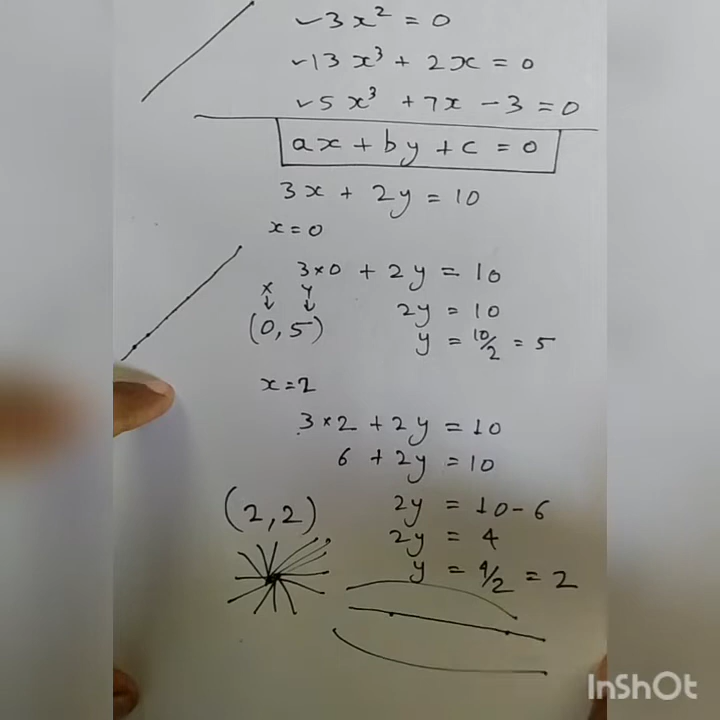 ✓3x² = 0
✓13x³ + 2x = 0
✓5x³ + 7x - 3 = 0
ax + by + c = 0
3x + 2y = 10
x = 0
3×0 + 2y = 10
x y
↓ ↓
(0, 5)
2y = 10
y = 10/2 = 5
x = 2
3×2 + 2y = 10
6 + 2y = 10
(2, 2)
2y = 10 - 6
2y = 4
y = 4/2 = 2
InShOt